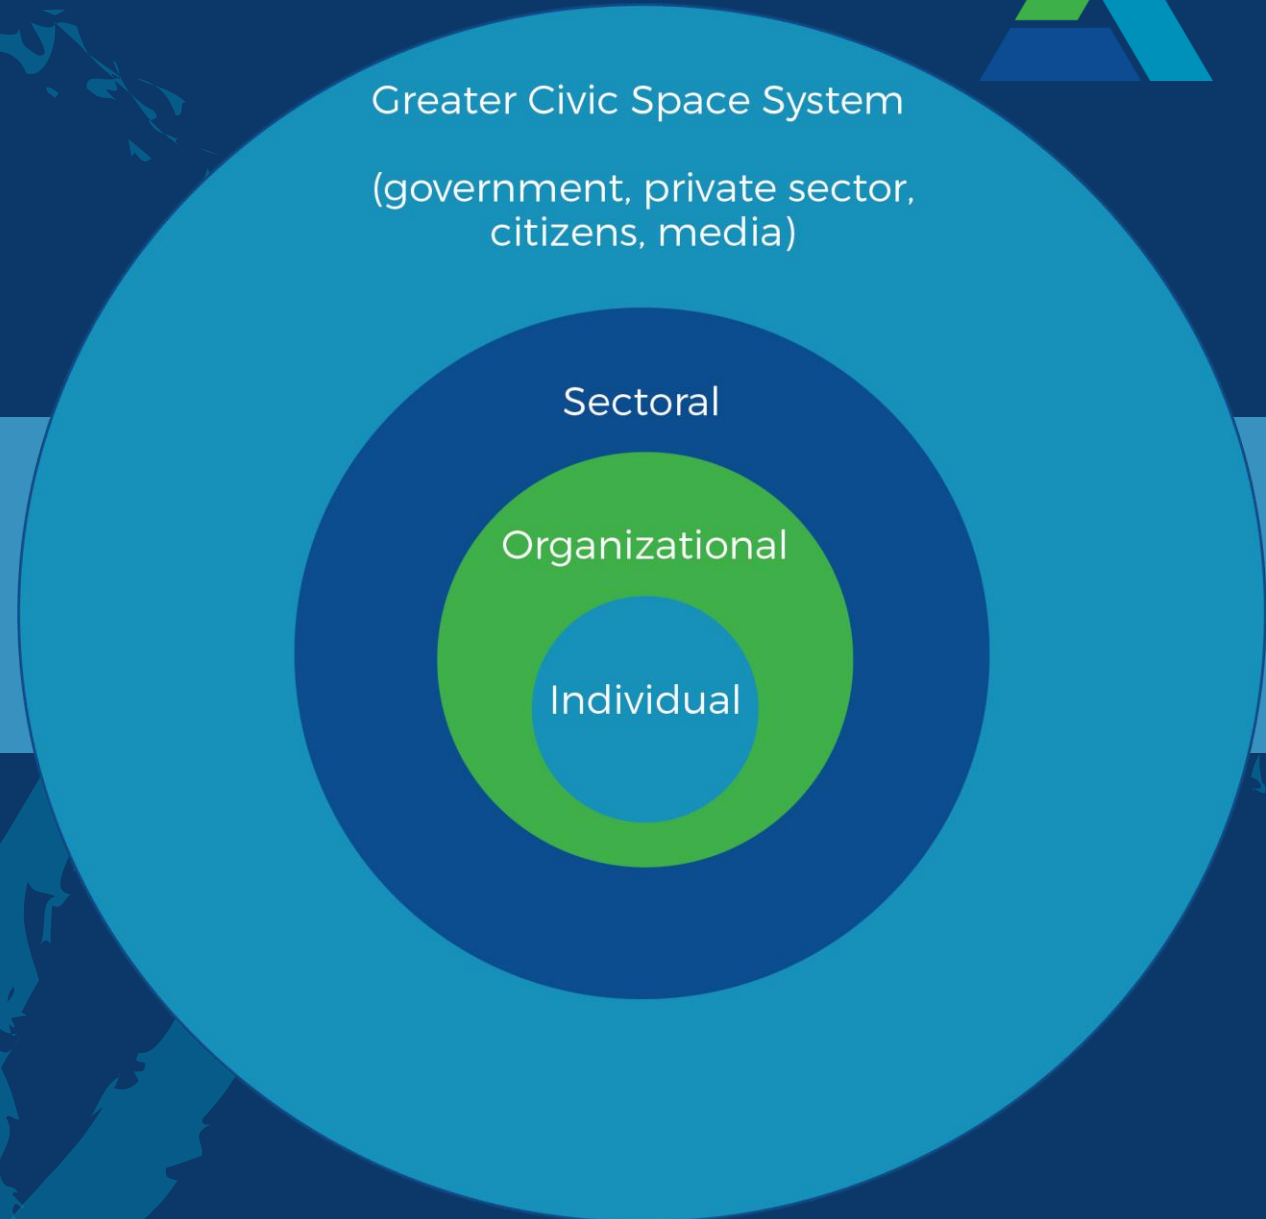 Greater Civic Space System
(government, private sector,
citizens, media)
Sectoral
Organizational
Individual